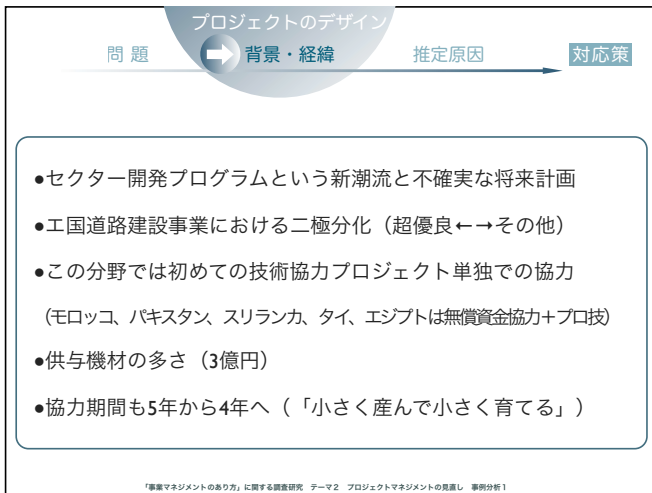 プロジェクトのデザイン
問 題
背景・経緯
推定原因
対応策
●セクター開発プログラムという新潮流と不確実な将来計画
●エ国道路建設事業における二極分化（超優良←→その他）
●この分野では初めての技術協力プロジェクト単独での協力
（モロッコ、パキスタン、スリランカ、タイ、エジプトは無償資金協力＋プロ技）
●供与機材の多さ（3億円）
●協力期間も5年から4年へ（「小さく産んで小さく育てる」）
「事業マネジメントのあり方」に関する調査研究　テーマ2　プロジェクトマネジメントの見直し　事例分析1